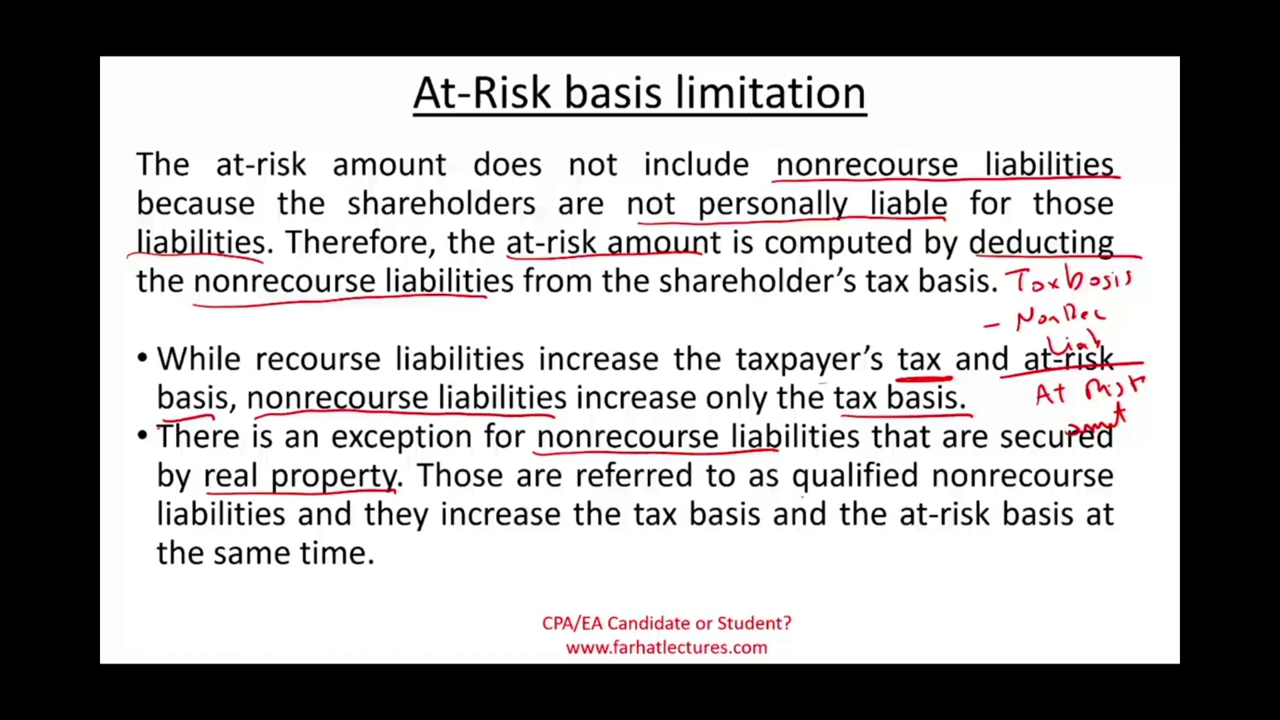 At-Risk basis limitation
The at-risk amount does not include nonrecourse liabilities
because the shareholders are not personally liable for those
liabilities. Therefore, the at-risk amount is computed by deducting
the nonrecourse liabilities from the shareholder's tax basis.
Tax basis
- NonRec
Liab
• While recourse liabilities increase the taxpayer's tax and at-risk
basis, nonrecourse liabilities increase only the tax basis.
At Risk
amnt
• There is an exception for nonrecourse liabilities that are secured
by real property. Those are referred to as qualified nonrecourse
liabilities and they increase the tax basis and the at-risk basis at
the same time.
CPA/EA Candidate or Student?
www.farhatlectures.com